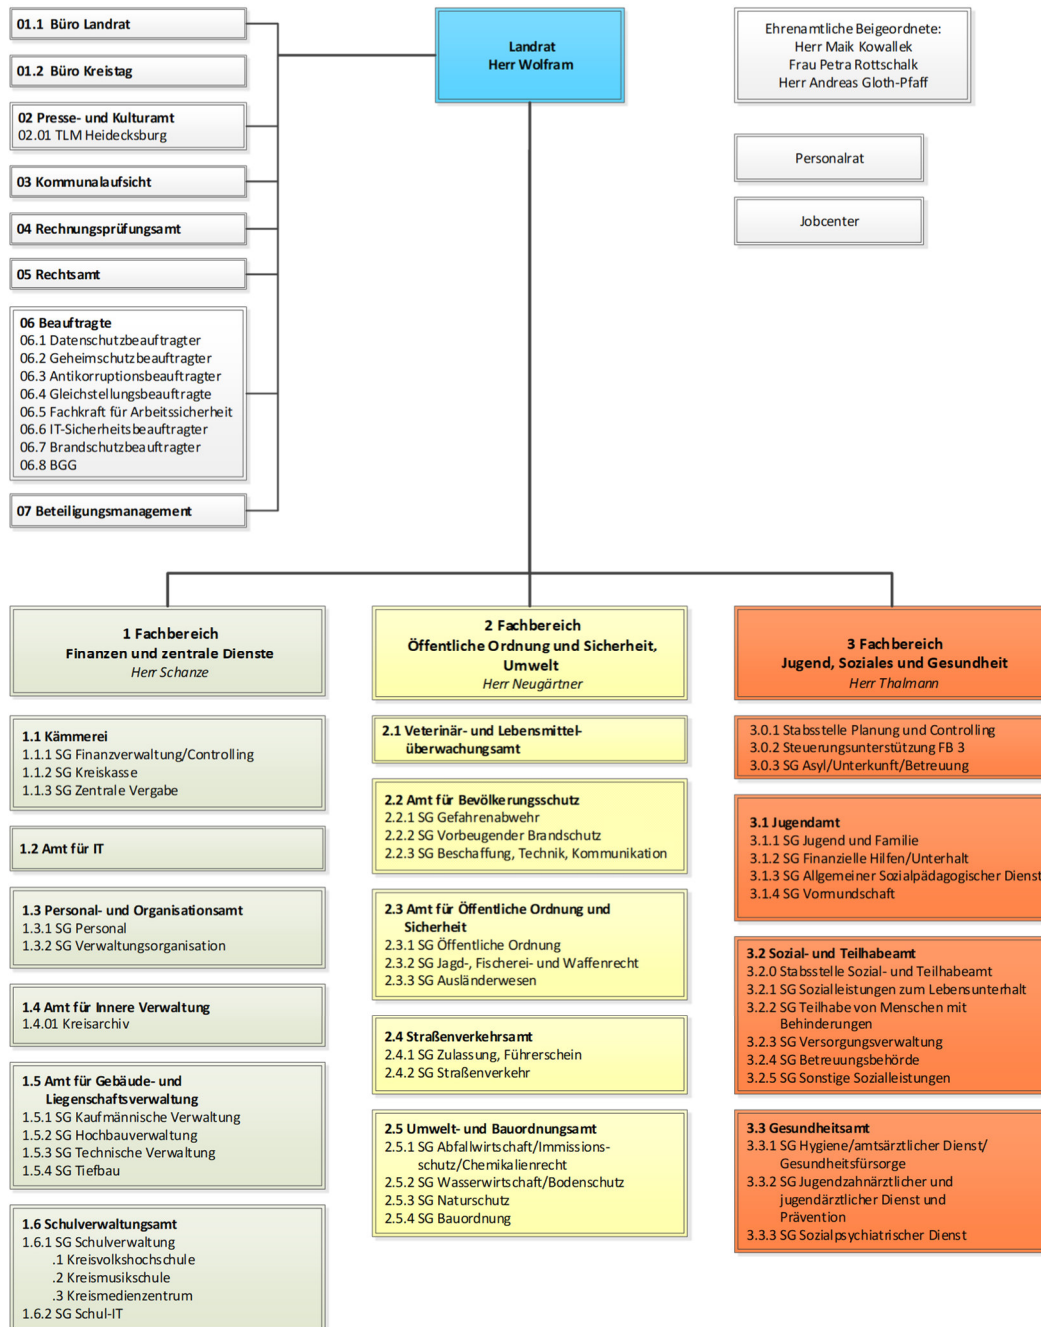 01.1 Büro Landrat
01.2 Büro Kreistag
02 Presse- und Kulturamt
02.01 TLM Heidecksburg
03 Kommunalaufsicht
04 Rechnungsprüfungsamt
05 Rechtsamt
06 Beauftragte
06.1 Datenschutzbeauftragter
06.2 Geheimschutzbeauftragter
06.3 Antikorruptionsbeauftragter
06.4 Gleichstellungsbeauftragte
06.5 Fachkraft für Arbeitssicherheit
06.6 IT-Sicherheitsbeauftragter
06.7 Brandschutzbeauftragter
06.8 BGG
07 Beteiligungsmanagement
Landrat
Herr Wolfram
Ehrenamtliche Beigeordnete:
Herr Maik Kowallek
Frau Petra Rottschalk
Herr Andreas Gloth-Pfaff
Personalrat
Jobcenter
1 Fachbereich
Finanzen und zentrale Dienste
Herr Schanze
1.1 Kämmerei
1.1.1 SG Finanzverwaltung/Controlling
1.1.2 SG Kreiskasse
1.1.3 SG Zentrale Vergabe
1.2 Amt für IT
1.3 Personal- und Organisationsamt
1.3.1 SG Personal
1.3.2 SG Verwaltungsorganisation
1.4 Amt für Innere Verwaltung
1.4.01 Kreisarchiv
1.5 Amt für Gebäude- und
Liegenschaftsverwaltung
1.5.1 SG Kaufmännische Verwaltung
1.5.2 SG Hochbauverwaltung
1.5.3 SG Technische Verwaltung
1.5.4 SG Tiefbau
1.6 Schulverwaltungsamt
1.6.1 SG Schulverwaltung
.1 Kreisvolkshochschule
.2 Kreismusikschule
.3 Kreismedienzentrum
1.6.2 SG Schul-IT
2 Fachbereich
Öffentliche Ordnung und Sicherheit,
Umwelt
Herr Neugärtner
2.1 Veterinär- und Lebensmittel-
überwachungsamt
2.2 Amt für Bevölkerungsschutz
2.2.1 SG Gefahrenabwehr
2.2.2 SG Vorbeugender Brandschutz
2.2.3 SG Beschaffung, Technik, Kommunikation
2.3 Amt für Öffentliche Ordnung und
Sicherheit
2.3.1 SG Öffentliche Ordnung
2.3.2 SG Jagd-, Fischerei- und Waffenrecht
2.3.3 SG Ausländerwesen
2.4 Straßenverkehrsamt
2.4.1 SG Zulassung, Führerschein
2.4.2 SG Straßenverkehr
2.5 Umwelt- und Bauordnungsamt
2.5.1 SG Abfallwirtschaft/Immissions-
schutz/Chemikalienrecht
2.5.2 SG Wasserwirtschaft/Bodenschutz
2.5.3 SG Naturschutz
2.5.4 SG Bauordnung
3 Fachbereich
Jugend, Soziales und Gesundheit
Herr Thalmann
3.0.1 Stabsstelle Planung und Controlling
3.0.2 Steuerungsunterstützung FB 3
3.0.3 SG Asyl/Unterkunft/Betreuung
3.1 Jugendamt
3.1.1 SG Jugend und Familie
3.1.2 SG Finanzielle Hilfen/Unterhalt
3.1.3 SG Allgemeiner Sozialpädagogischer Dienst
3.1.4 SG Vormundschaft
3.2 Sozial- und Teilhabeamt
3.2.0 Stabsstelle Sozial- und Teilhabeamt
3.2.1 SG Sozialleistungen zum Lebensunterhalt
3.2.2 SG Teilhabe von Menschen mit
Behinderungen
3.2.3 SG Versorgungsverwaltung
3.2.4 SG Betreuungsbehörde
3.2.5 SG Sonstige Sozialleistungen
3.3 Gesundheitsamt
3.3.1 SG Hygiene/amtsärztlicher Dienst/
Gesundheitsfürsorge
3.3.2 SG Jugendzahnärztlicher und
jugendärztlicher Dienst und
Prävention
3.3.3 SG Sozialpsychiatrischer Dienst